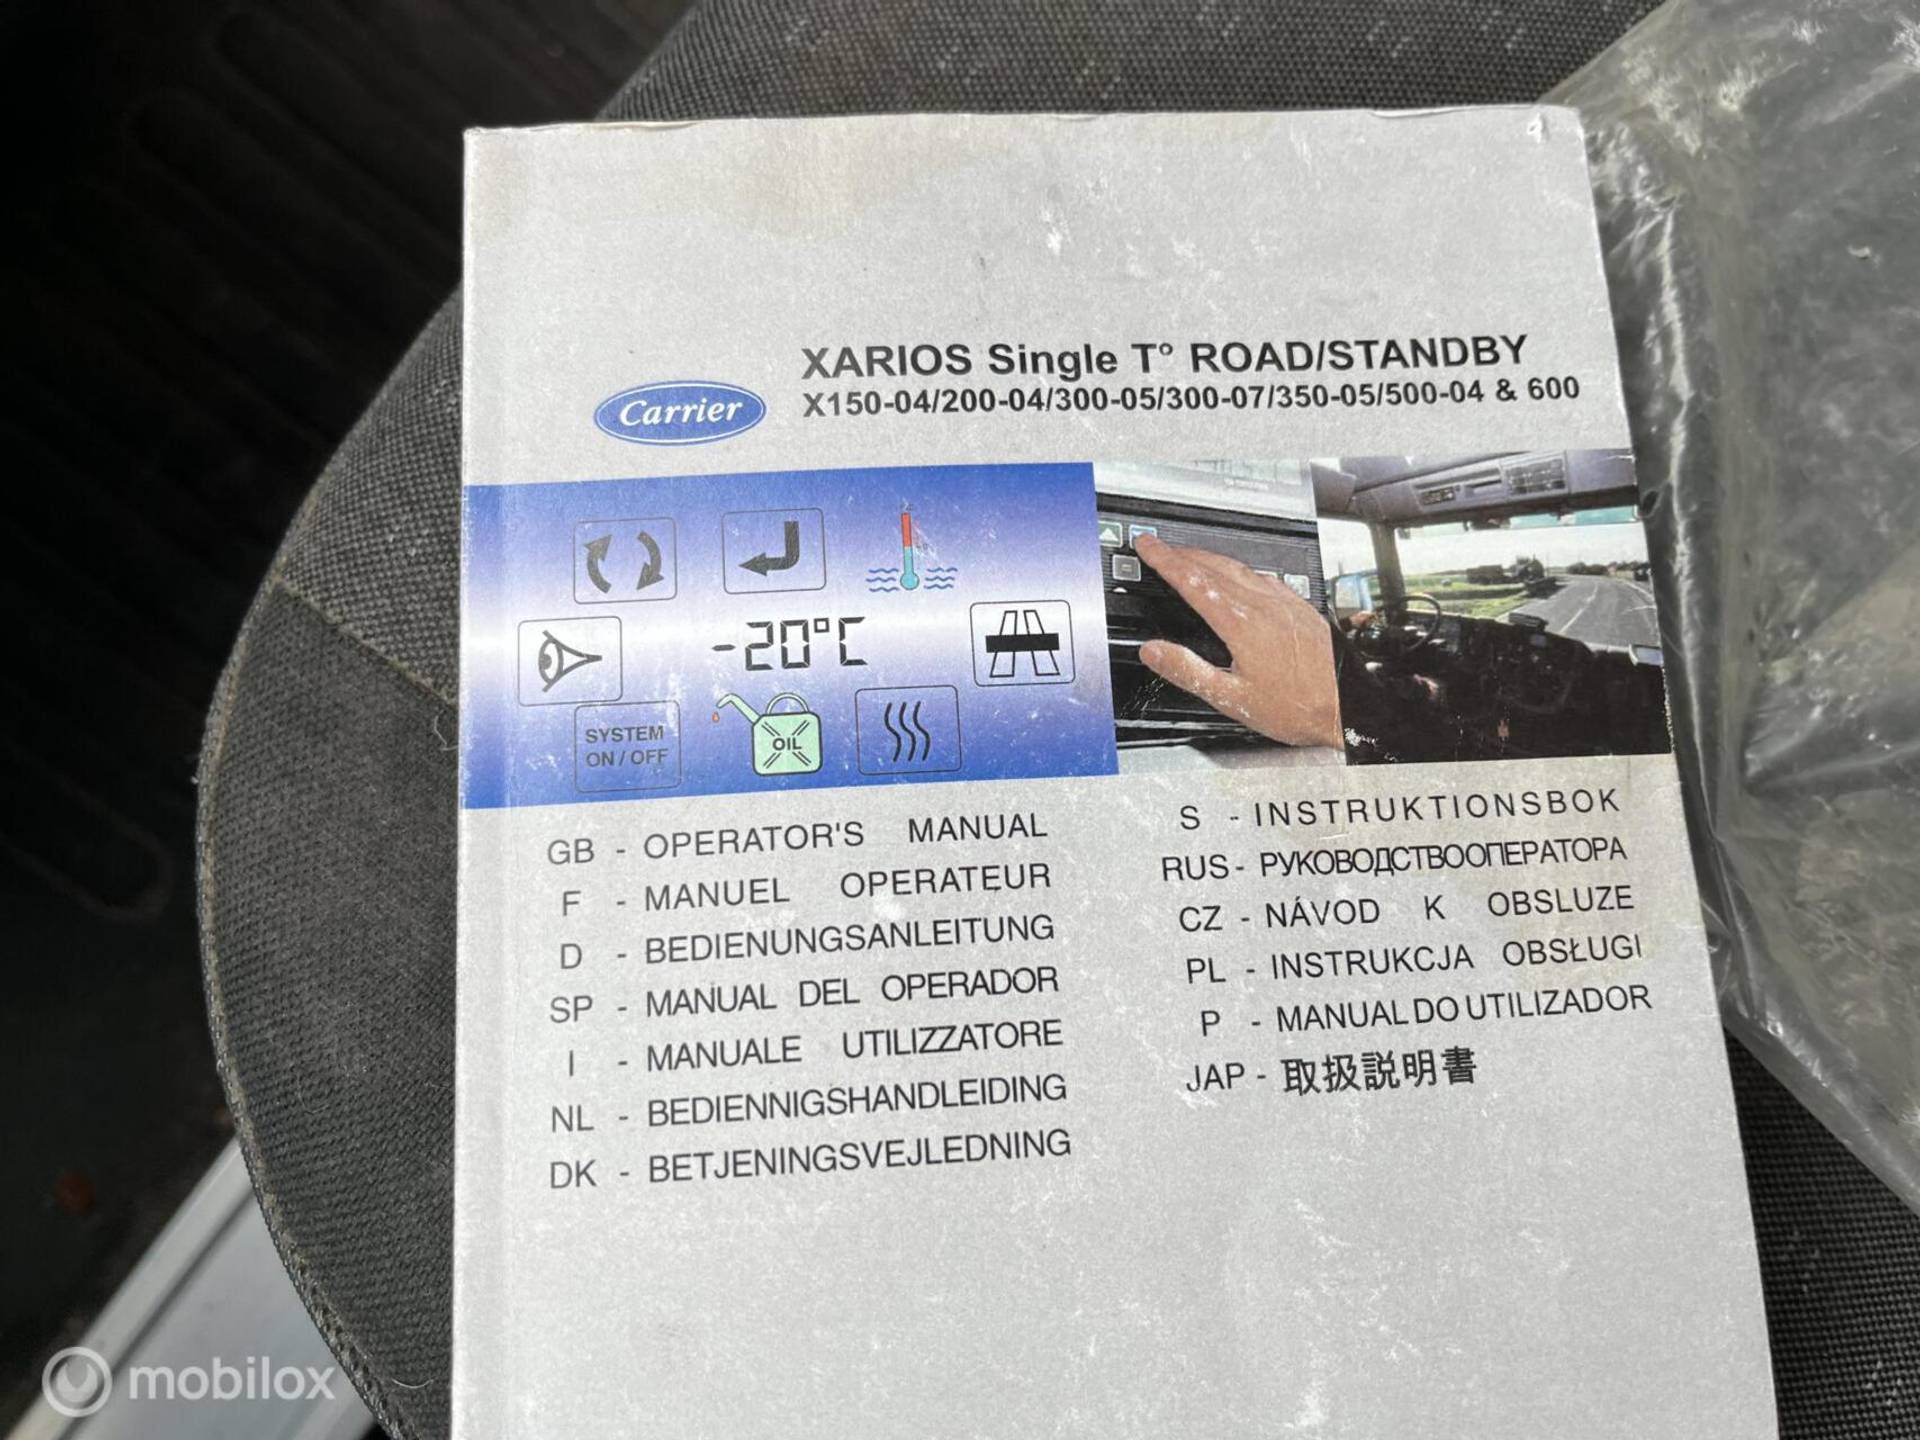 XARIOS Single T° ROAD/STANDBY
X150-04/200-04/300-05/300-07/350-05/500-04 & 600
Carrier
-20°C
SYSTEM
ON / OFF
OIL
GB - OPERATOR'S MANUAL
F - MANUEL OPERATEUR
D - BEDIENUNGSANLEITUNG
SP - MANUAL DEL OPERADOR
I - MANUALE UTILIZZATORE
NL - BEDIENNIGSHANDLEIDING
DK - BETJENINGSVEJLEDNING
S - INSTRUKTIONSBOK
RUS - РУКОВОДСТВООПЕРАТОРА
CZ - NÁVOD K OBSLUZE
PL - INSTRUKCJA OBSŁUGI
P - MANUAL DO UTILIZADOR
JAP - 取扱説明書
mobilox